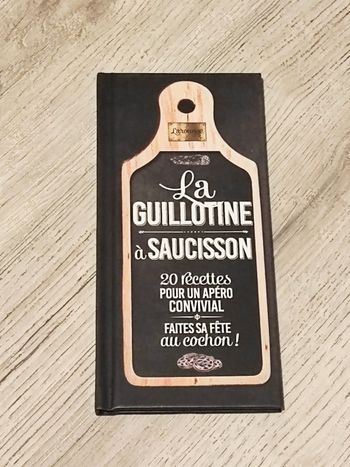 Larousse
La
GUILLOTINE
à SAUCISSON
20 recettes
POUR UN APÉRO
CONVIVIAL
FAITES SA FÊTE
au cochon !